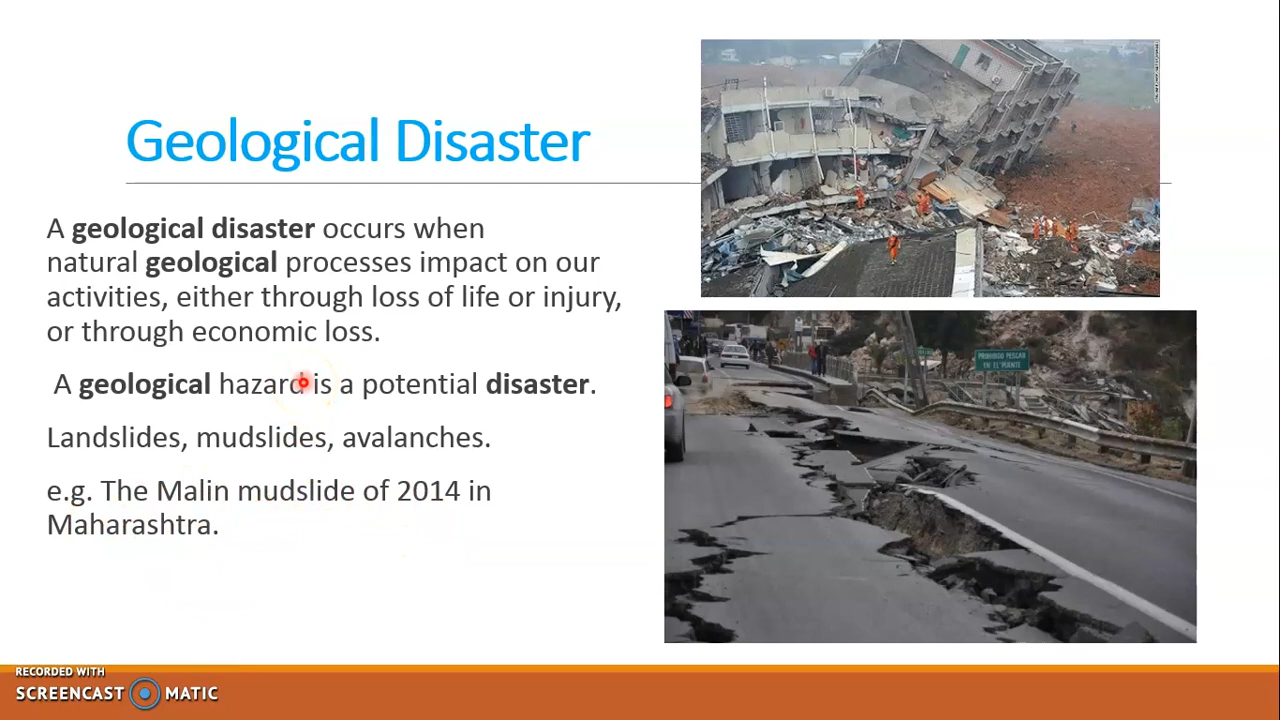 Geological Disaster
A geological disaster occurs when
natural geological processes impact on our
activities, either through loss of life or injury,
or through economic loss.
A geological hazard is a potential disaster.
Landslides, mudslides, avalanches.
e.g. The Malin mudslide of 2014 in
Maharashtra.
PROHIBIDO PESCAR
EN EL PUENTE
RECORDED WITH
SCREENCAST MATIC